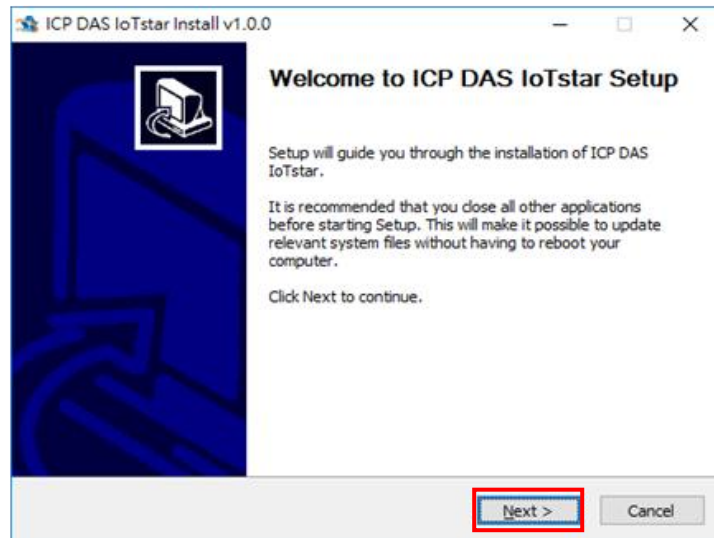 ICP DAS IoTstar Install v1.0.0
Welcome to ICP DAS IoTstar Setup
Setup will guide you through the installation of ICP DAS
IoTstar.
It is recommended that you close all other applications
before starting Setup. This will make it possible to update
relevant system files without having to reboot your
computer.
Click Next to continue.
Next > Cancel